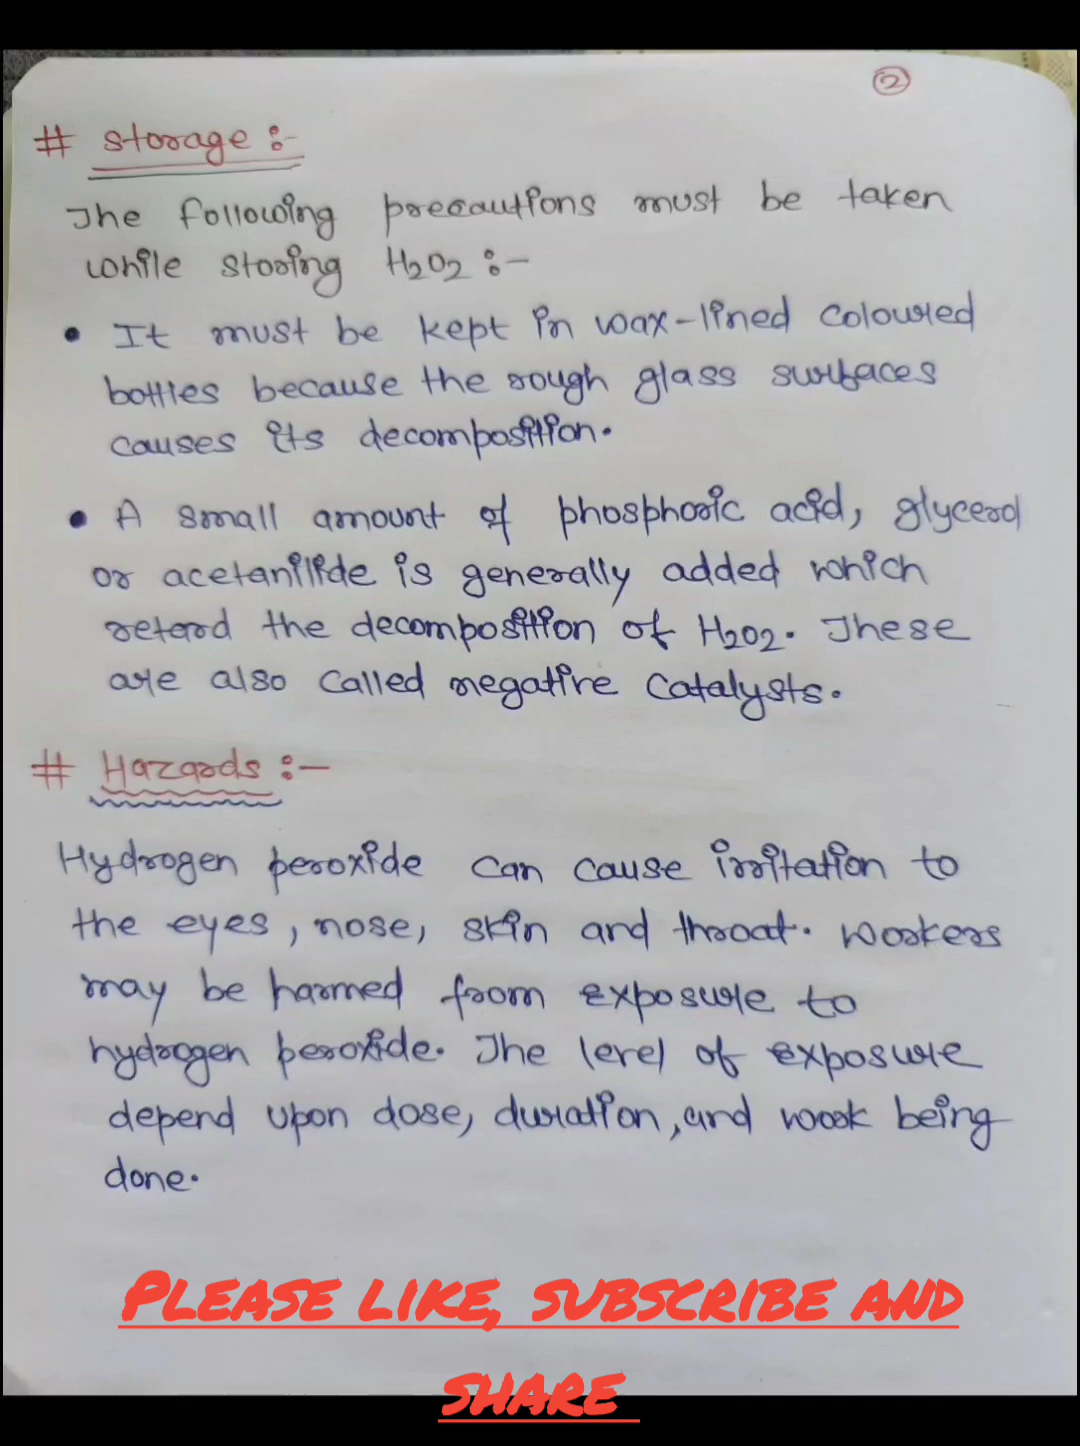 ②
# Storage :-
The following precautions must be taken
while storing H2O2 :-
• It must be kept in wax-lined coloured
bottles because the rough glass surfaces
causes its decomposition.
• A small amount of phosphoric acid, glycerol
or acetanilide is generally added which
retard the decomposition of H2O2. These
are also called negative catalysts.
# Hazards :-
Hydrogen peroxide can cause irritation to
the eyes, nose, skin and throat. Workers
may be harmed from exposure to
hydrogen peroxide. The level of exposure
depend upon dose, duration, and work being
done.
PLEASE LIKE, SUBSCRIBE AND
SHARE